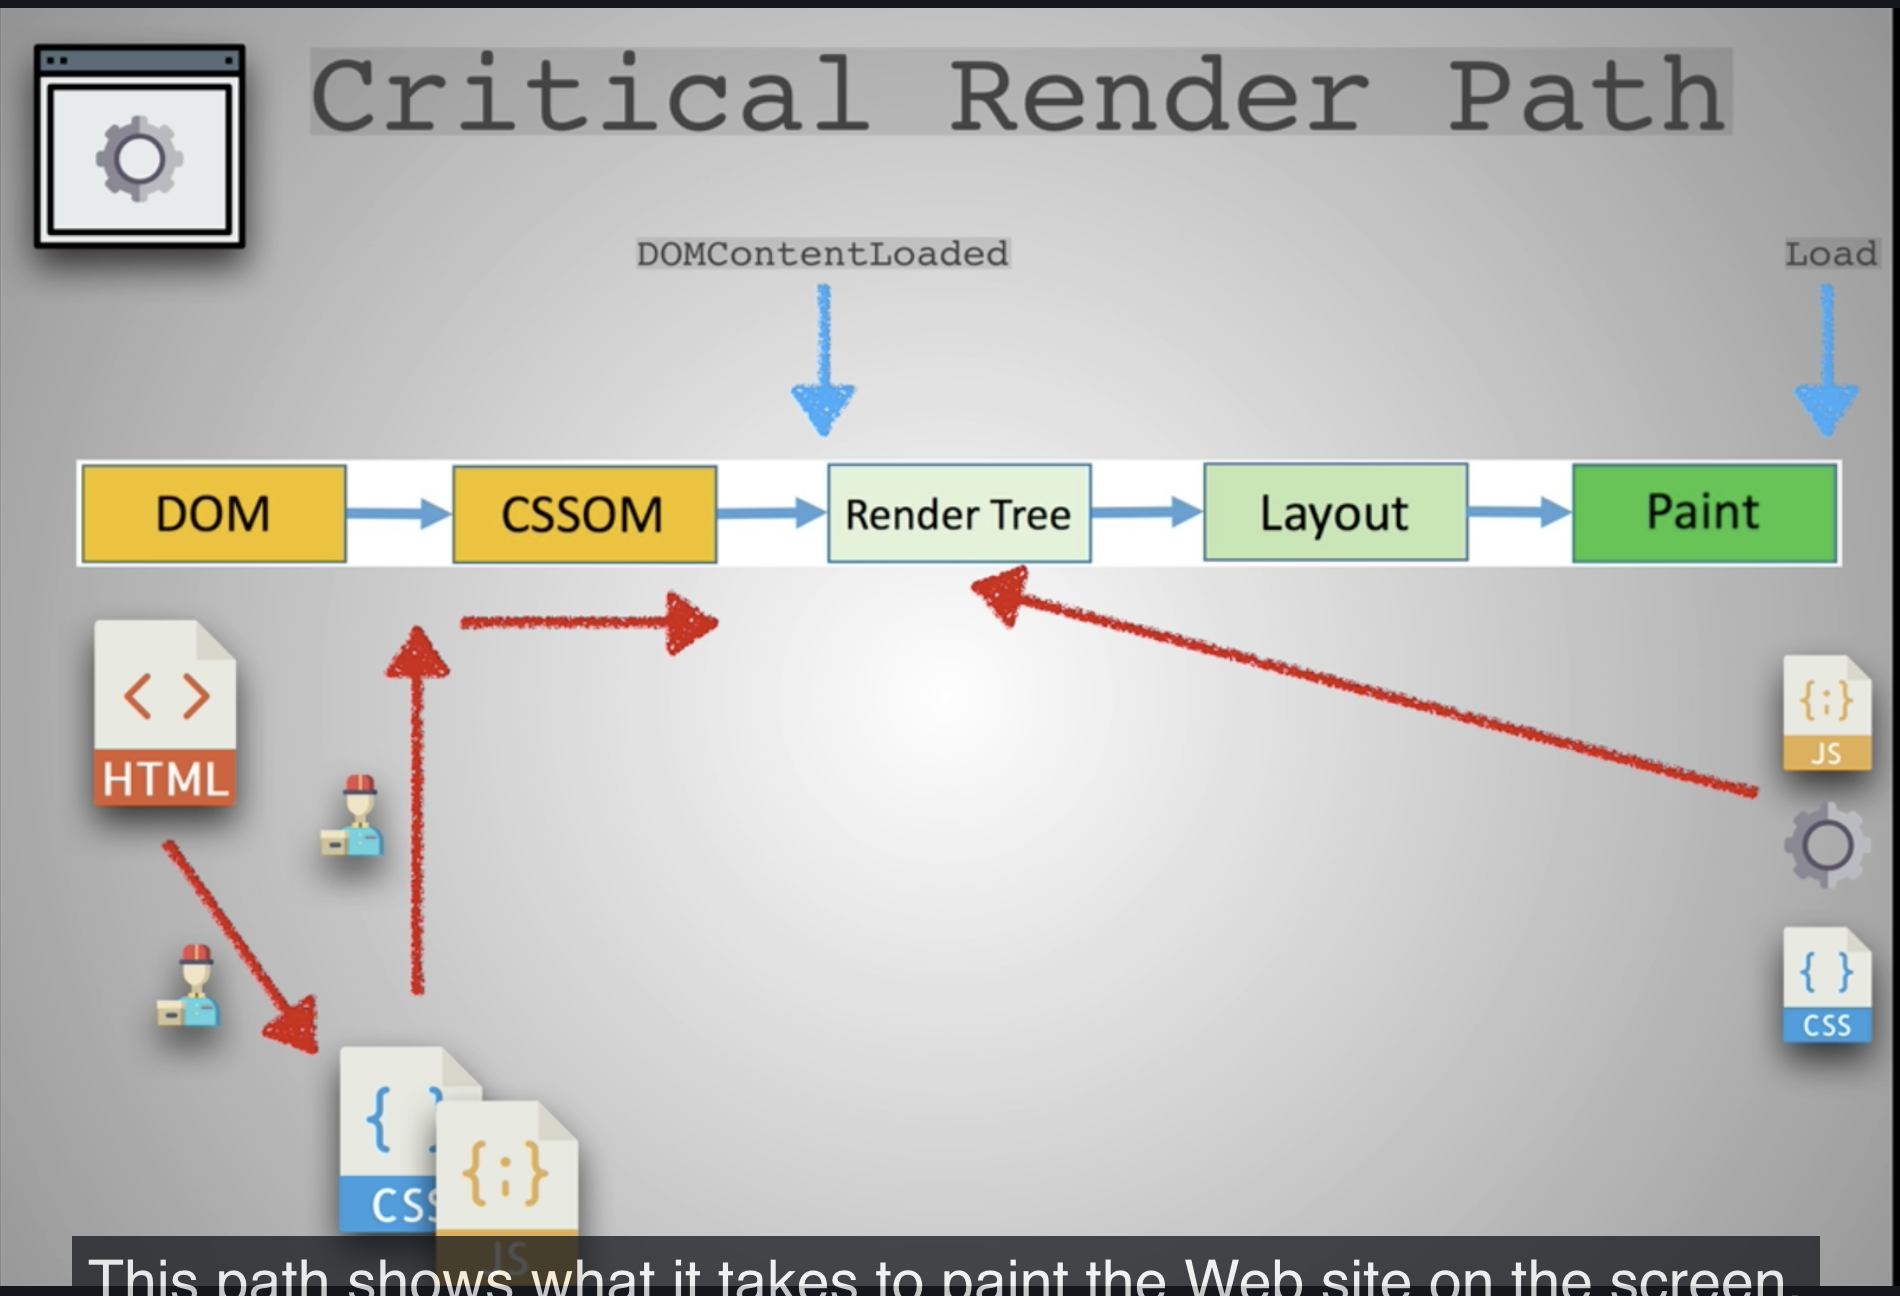 Critical Render Path
DOMContentLoaded
Load
DOM
CSSOM
Render Tree
Layout
Paint
HTML
JS
CSS
CSS
JS
This path shows what it takes to paint the Web site on the screen.